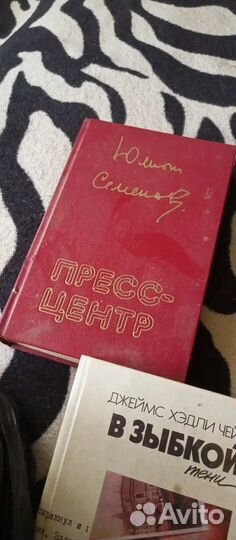 Юлиан
Семенов
ПРЕСС-
ЦЕНТР
ДЖЕЙМС ХЭДЛИ ЧЕЙ
В ЗЫБКОЙ
тени
Avito